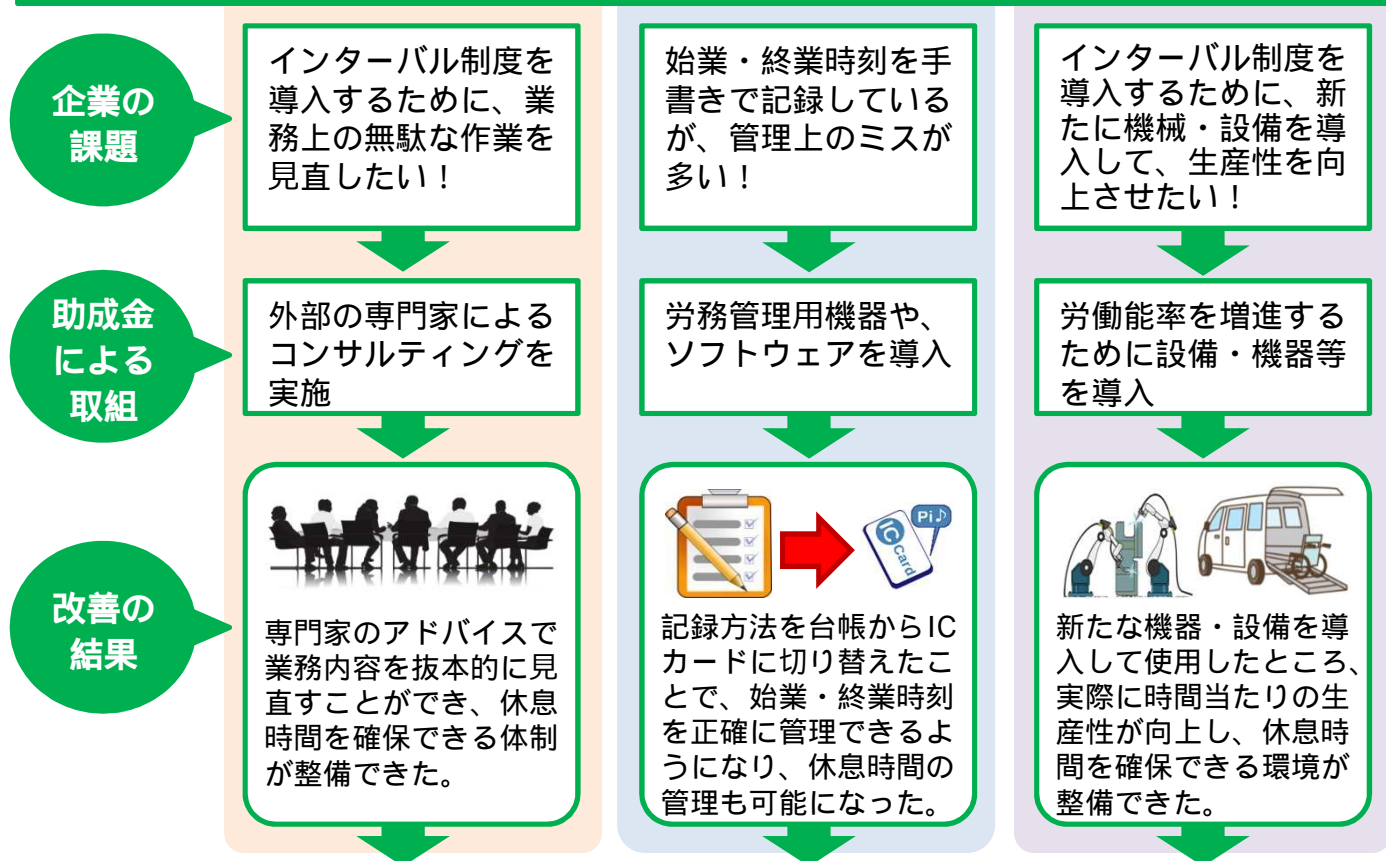 企業の
課題
インターバル制度を
導入するために、業
務上の無駄な作業を
見直したい！
始業・終業時刻を手
書きで記録している
が、管理上のミスが
多い！
インターバル制度を
導入するために、新
たに機械・設備を導
入して、生産性を向
上させたい！
助成金
による
取組
外部の専門家による
コンサルティングを
実施
労務管理用機器や、
ソフトウェアを導入
労働能率を増進する
ために設備・機器等
を導入
改善の
結果
専門家のアドバイスで
業務内容を抜本的に見
直すことができ、休息
時間を確保できる体制
が整備できた。
IC
Card
Pi♪
記録方法を台帳からIC
カードに切り替えたこ
とで、始業・終業時刻
を正確に管理できるよ
うになり、休息時間の
管理も可能になった。
新たな機器・設備を導
入して使用したところ、
実際に時間当たりの生
産性が向上し、休息時
間を確保できる環境が
整備できた。